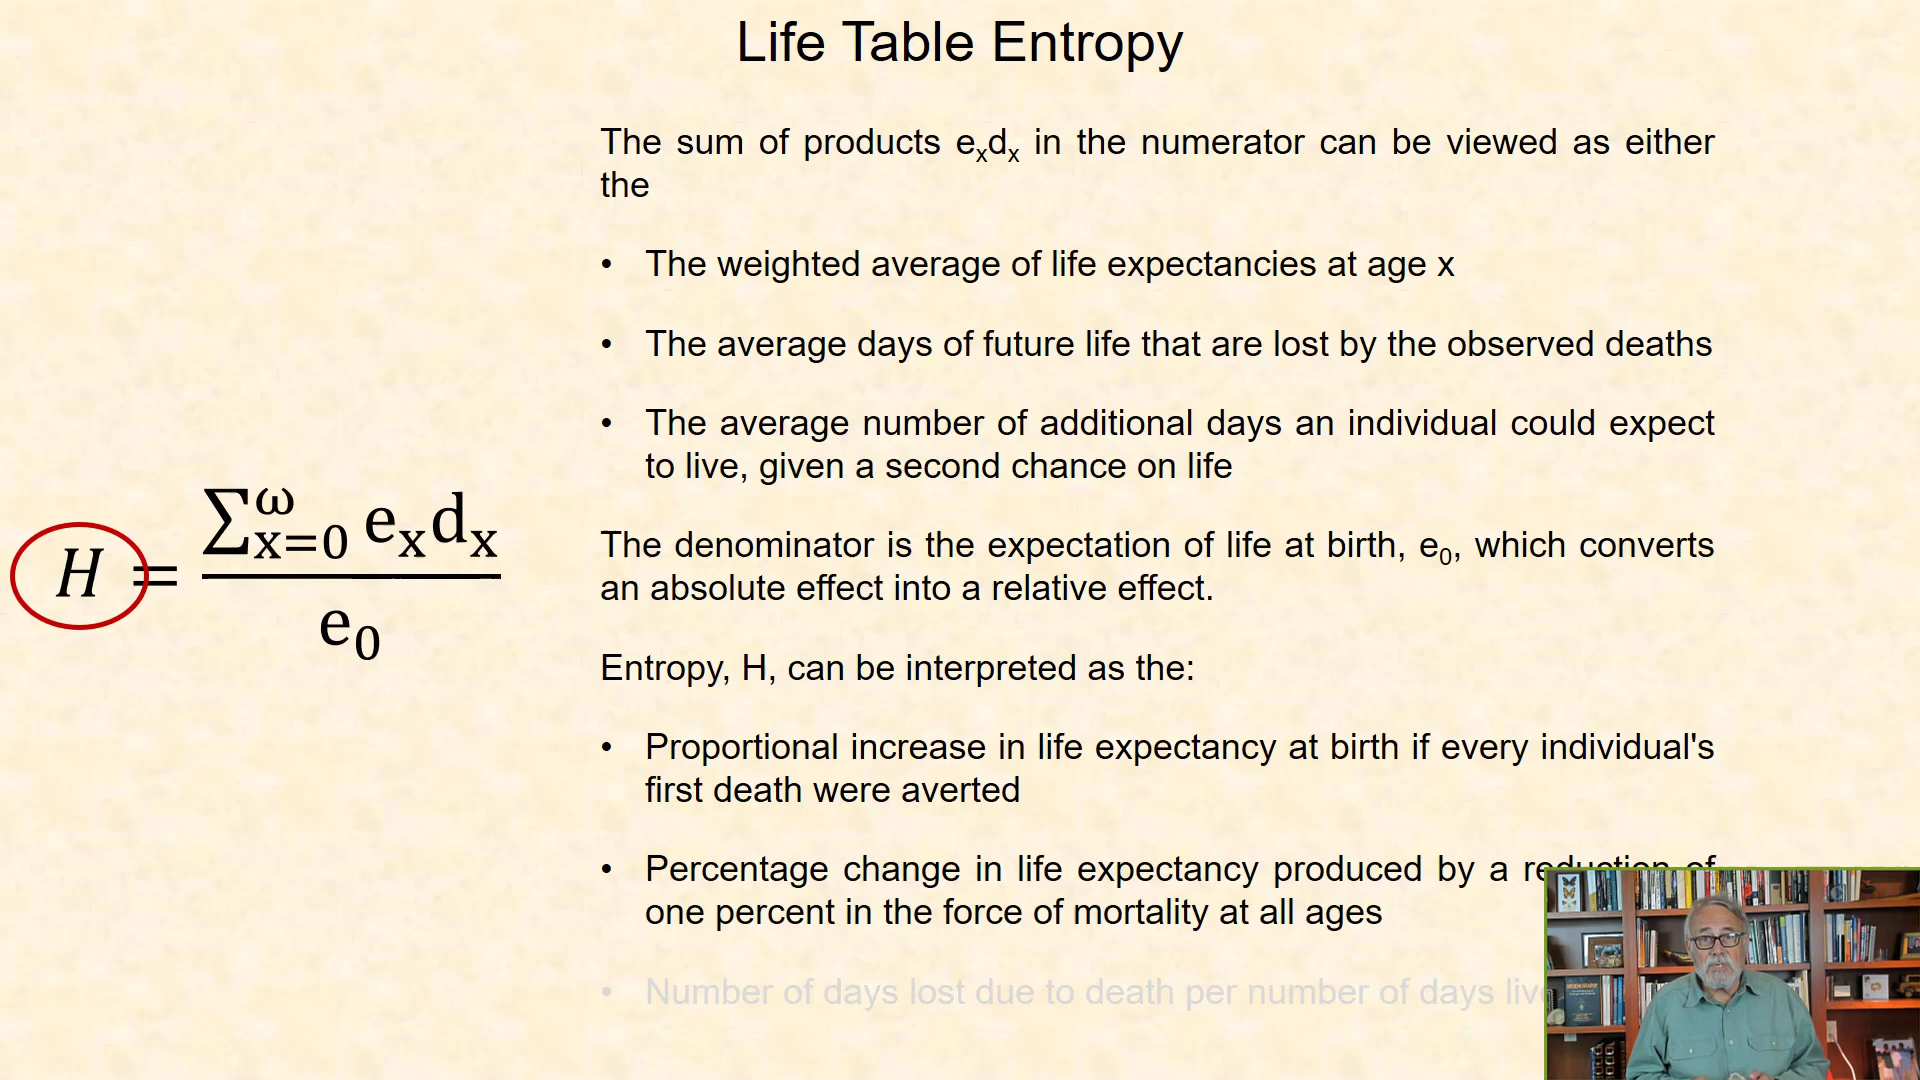 Life Table Entropy
The sum of products eₓdₓ in the numerator can be viewed as either
the
• The weighted average of life expectancies at age x
• The average days of future life that are lost by the observed deaths
• The average number of additional days an individual could expect
to live, given a second chance on life
H = ∑ω x=0 eₓdₓ
e₀
The denominator is the expectation of life at birth, e₀, which converts
an absolute effect into a relative effect.
Entropy, H, can be interpreted as the:
• Proportional increase in life expectancy at birth if every individual's
first death were averted
• Percentage change in life expectancy produced by a reduction of
one percent in the force of mortality at all ages
• Number of days lost due to death per number of days